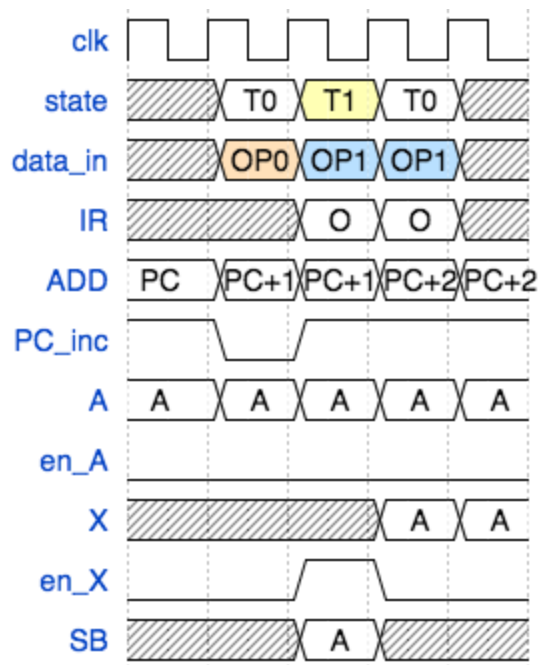 clk
state T0 T1 T0
data_in OP0 OP1 OP1
IR O O
ADD PC PC+1 PC+1 PC+2 PC+2
PC_inc
A A A A A A
en_A
X A A
en_X
SB A